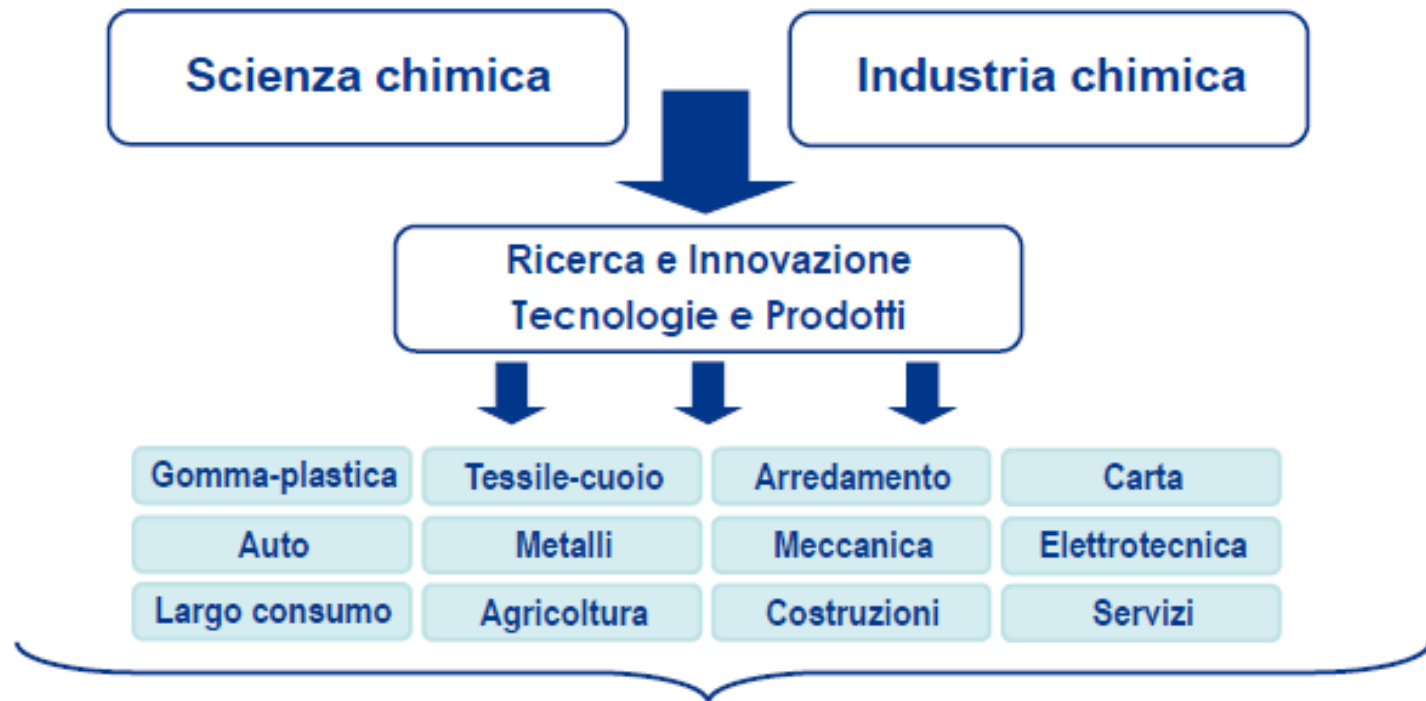 Scienza chimica
Industria chimica
Ricerca e Innovazione
Tecnologie e Prodotti
Gomma-plastica
Tessile-cuoio
Arredamento
Carta
Auto
Metalli
Meccanica
Elettrotecnica
Largo consumo
Agricoltura
Costruzioni
Servizi